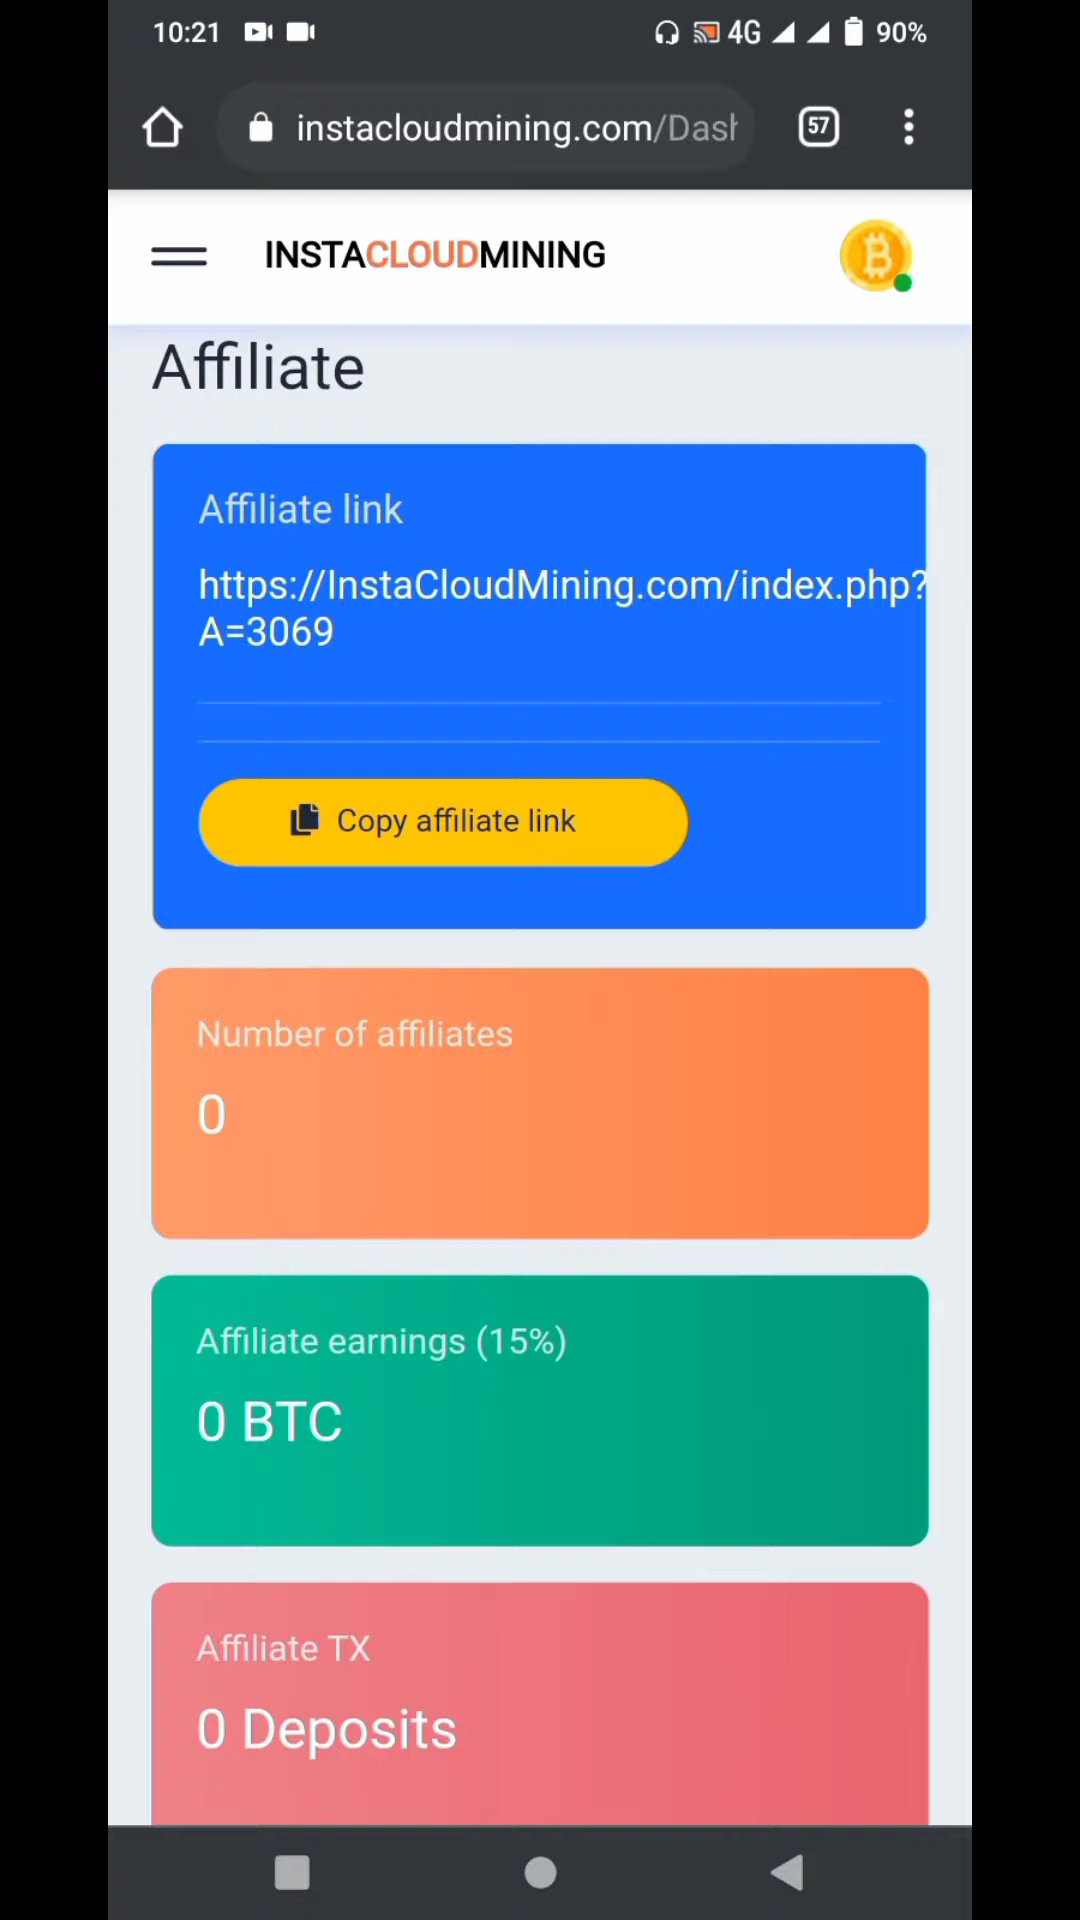 10:21
4G
90%
instacloudmining.com/Dash
57
INSTACLOUDMINING
Affiliate
Affiliate link
https://InstaCloudMining.com/index.php?
A=3069
Copy affiliate link
Number of affiliates
0
Affiliate earnings (15%)
0 BTC
Affiliate TX
0 Deposits